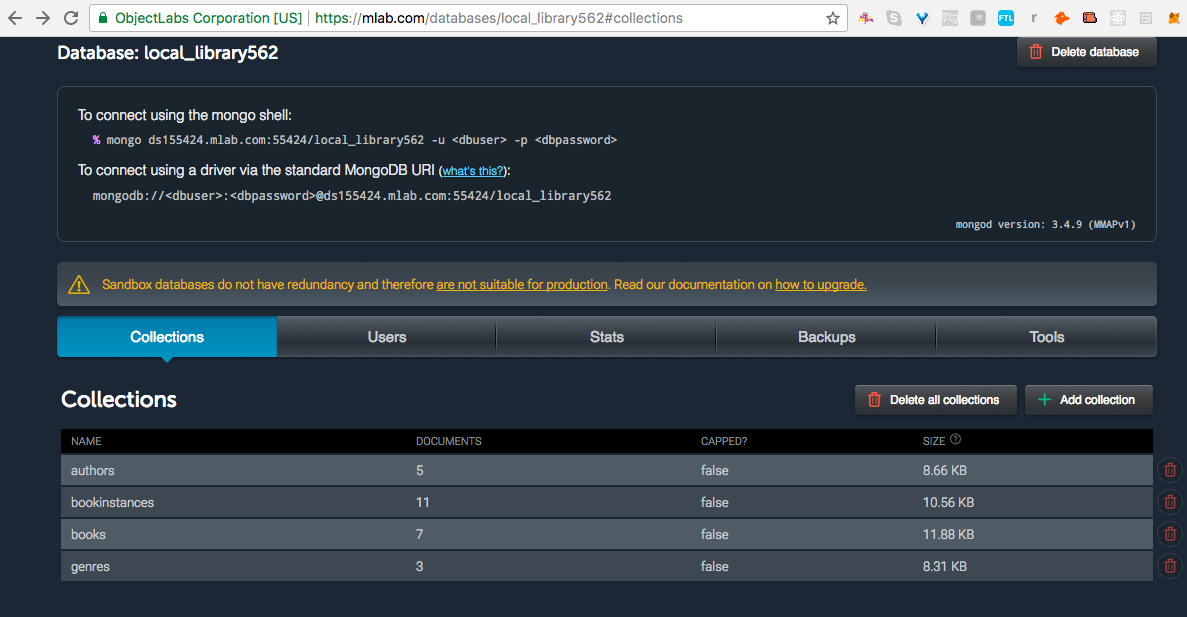 ObjectLabs Corporation [US] https://mlab.com/databases/local_library562#collections
FTL r
Database: local_library562
Delete database
To connect using the mongo shell:
% mongo ds155424.mlab.com:55424/local_library562 -u <dbuser> -p <dbpassword>
To connect using a driver via the standard MongoDB URI (what's this?):
mongodb://<dbuser>:<dbpassword>@ds155424.mlab.com:55424/local_library562
mongod version: 3.4.9 (MMAPv1)
Sandbox databases do not have redundancy and therefore are not suitable for production. Read our documentation on how to upgrade.
Collections Users Stats Backups Tools
Collections
Delete all collections
Add collection
NAME DOCUMENTS CAPPED? SIZE ?
authors 5 false 8.66 KB
bookinstances 11 false 10.56 KB
books 7 false 11.88 KB
genres 3 false 8.31 KB